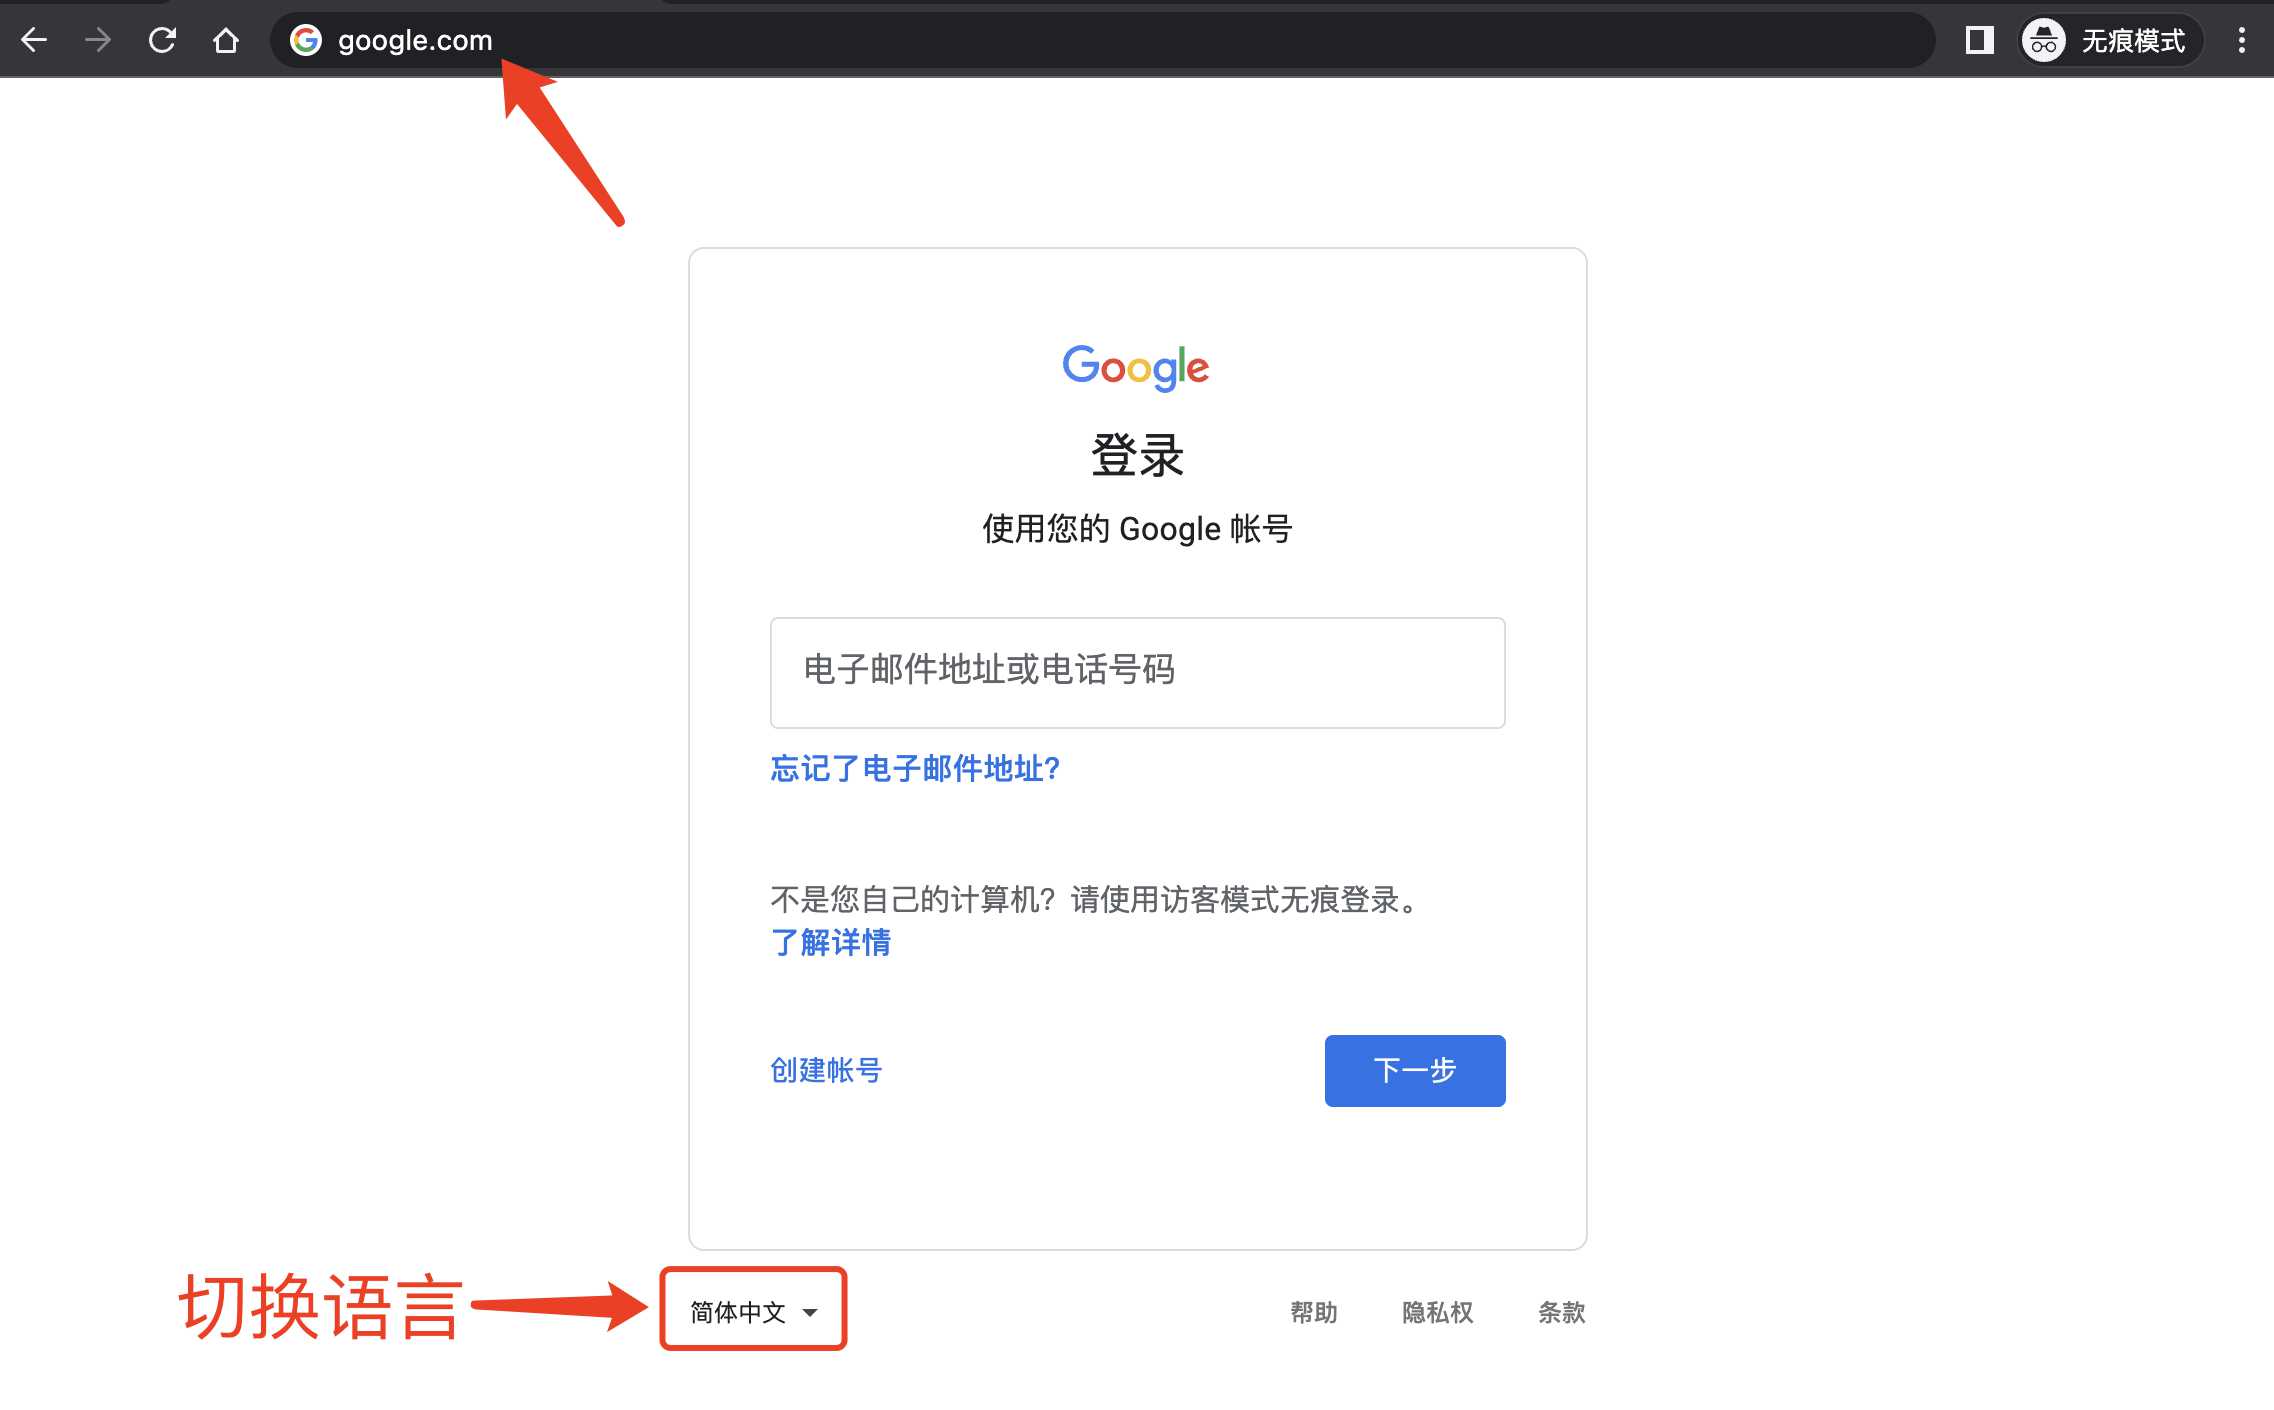 google.com
无痕模式
Google
登录
使用您的 Google 帐号
电子邮件地址或电话号码
忘记了电子邮件地址?
不是您自己的计算机？请使用访客模式无痕登录。
了解详情
创建帐号
下一步
切换语言
简体中文
帮助
隐私权
条款